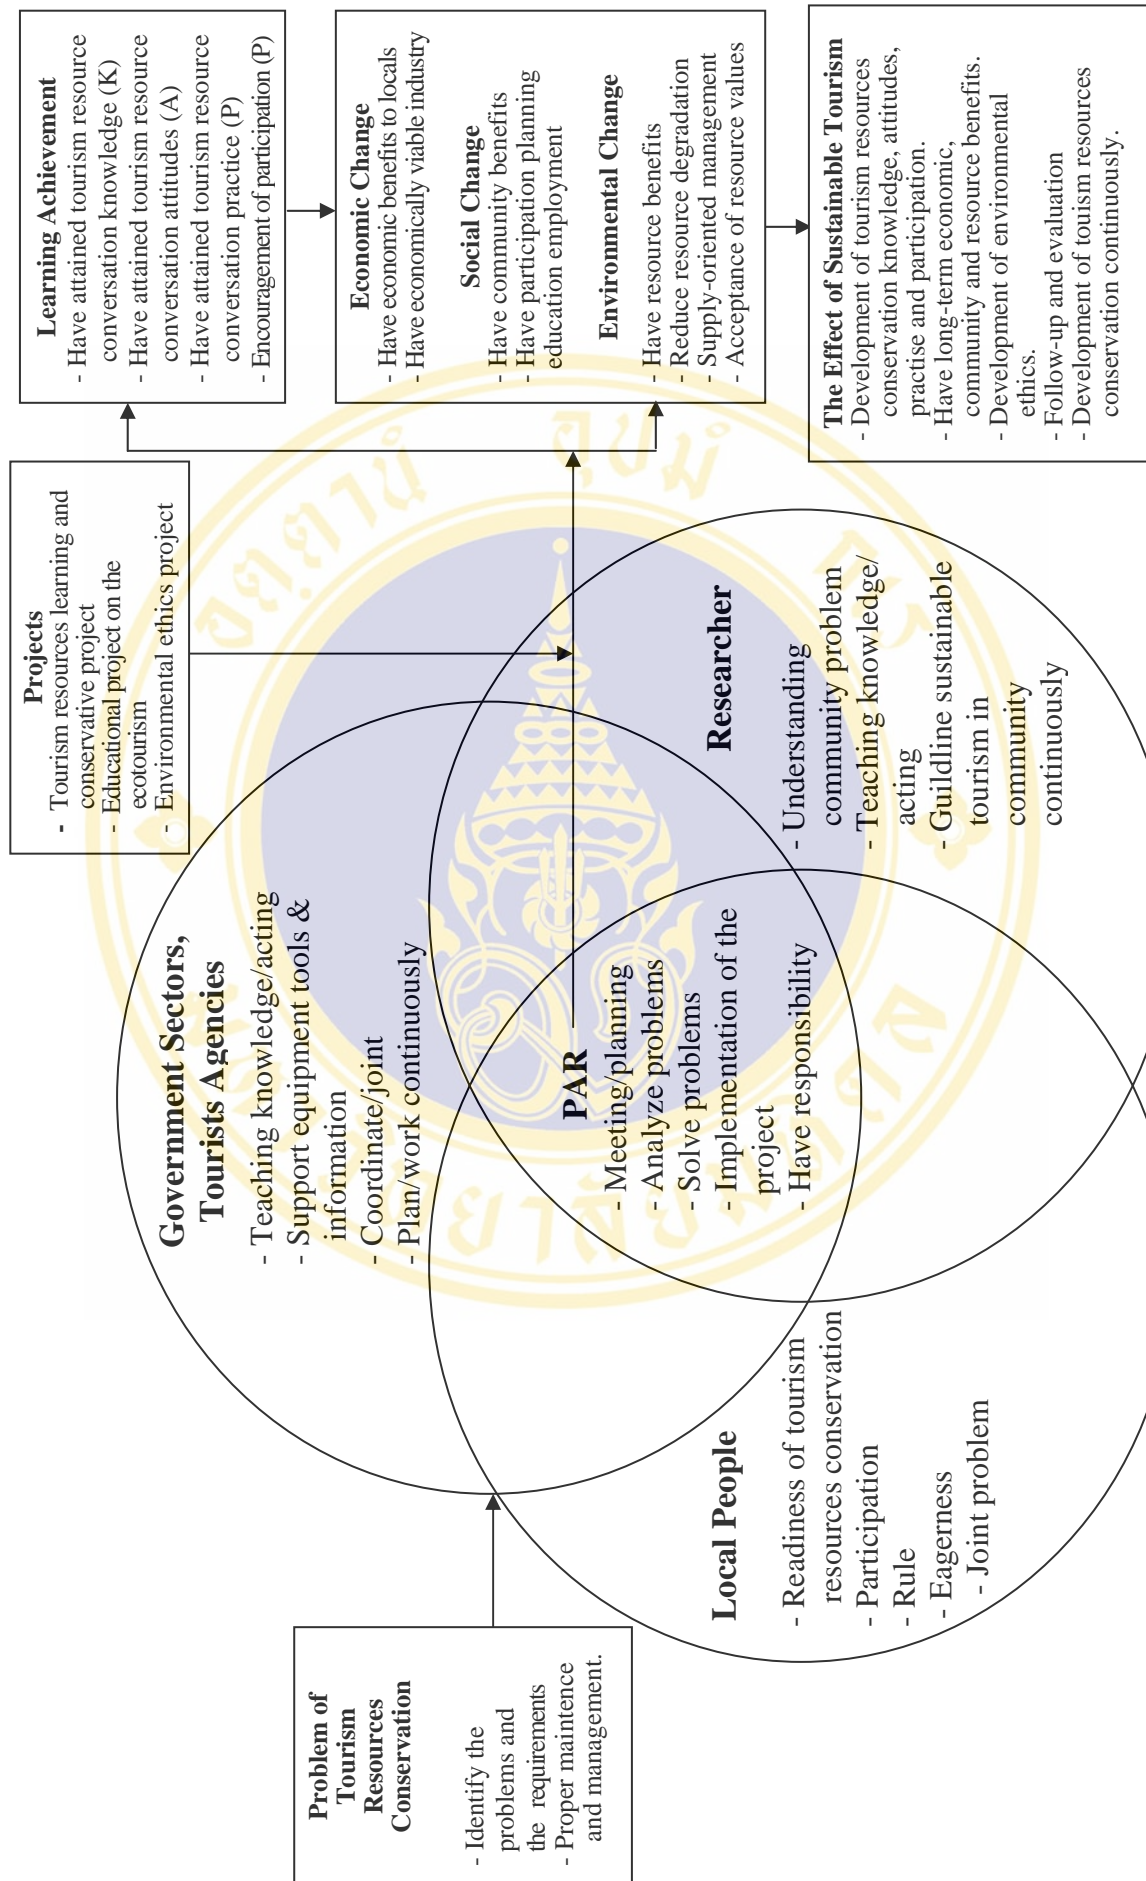 Problem of
Tourism
Resources
Conservation
- Identify the
problems and
the requirements
- Proper maintence
and management.
Government Sectors,
Tourists Agencies
- Teaching knowledge/acting
- Support equipment tools &
information
- Coordinate/joint
- Plan/work continuously
Local People
- Readiness of tourism
resources conservation
- Participation
- Rule
- Eagerness
- Joint problem
PAR
- Meeting/planning
- Analyze problems
- Solve problems
- Implementation of the
project
- Have responsibility
Researcher
- Understanding
community problem
- Teaching knowledge/
acting
- Guildline sustainable
tourism in
community
continuously
Projects
- Tourism resources learning and
conservative project
- Educational project on the
ecotourism
- Environmental ethics project
Learning Achievement
- Have attained tourism resource
conversation knowledge (K)
- Have attained tourism resource
conversation attitudes (A)
- Have attained tourism resource
conversion practice (P)
- Encouragement of participation (P)
Economic Change
- Have economic benefits to locals
- Have economically viable industry
Social Change
- Have community benefits
- Have participation planning
education employment
Environmental Change
- Have resource benefits
- Reduce resource degradation
- Supply-oriented management
- Acceptance of resource values
The Effect of Sustainable Tourism
- Development of tourism resources
conservation knowledge, attitudes,
practise and participation.
- Have long-term economic,
community and resource benefits.
- Development of environmental
ethics.
- Follow-up and evaluation
- Development of touism resources
conservation continuously.